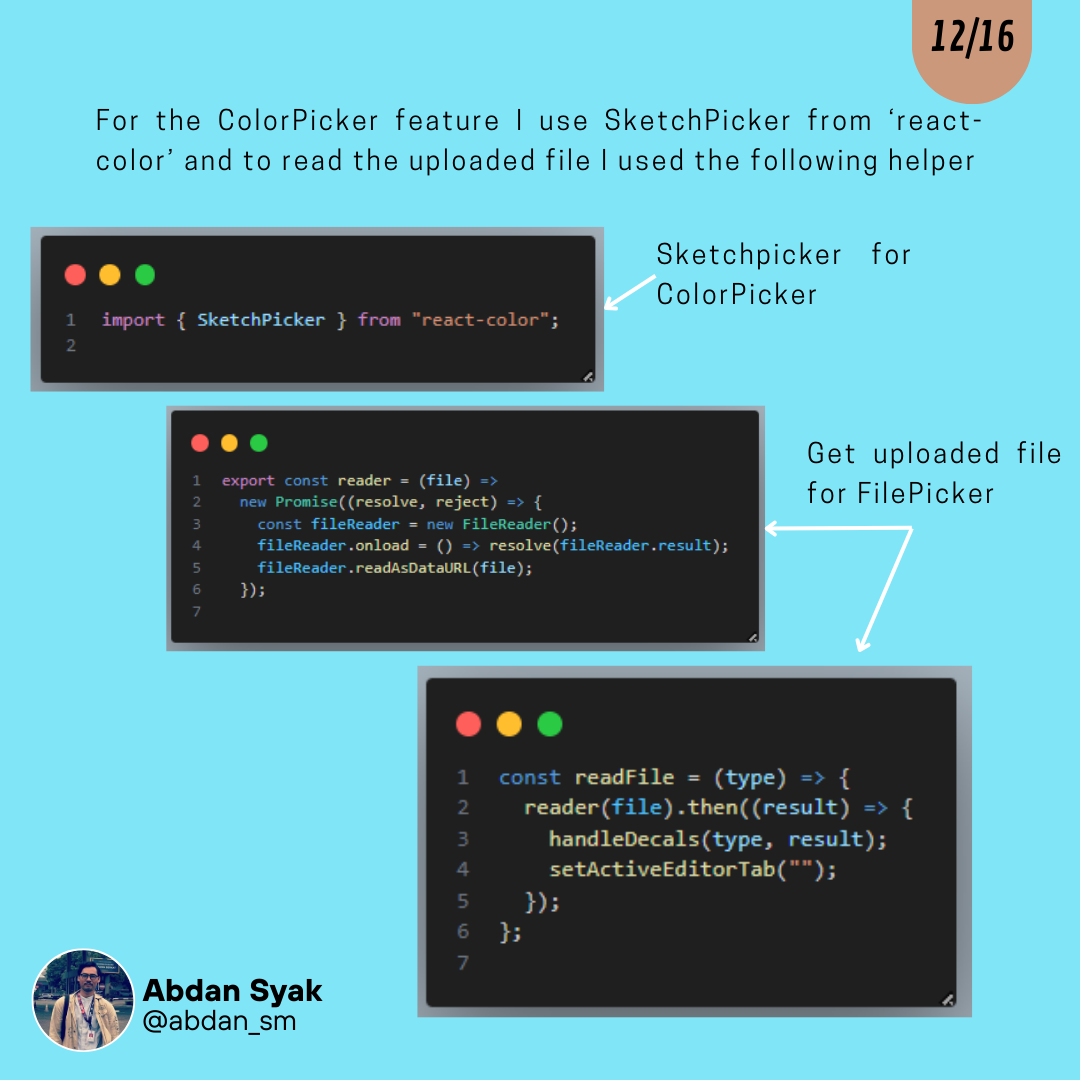 12/16
For the ColorPicker feature I use SketchPicker from ‘react-
color’ and to read the uploaded file I used the following helper
Sketchpicker for
ColorPicker
1 import { SketchPicker } from "react-color";
2
Get uploaded file
for FilePicker
1 export const reader = (file) =>
2 new Promise((resolve, reject) => {
3 const fileReader = new FileReader();
4 fileReader.onload = () => resolve(fileReader.result);
5 fileReader.readAsDataURL(file);
6 });
7
1 const readFile = (type) => {
2 reader(file).then((result) => {
3 handleDecals(type, result);
4 setActiveEditorTab("");
5 });
6 };
7
Abdan Syak
@abdan_sm